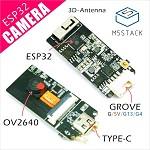 ESP32
CAMERA
3D-Antenna
M5STACK
ESP32
GROVE
G/5V/G13/G4
OV2640
TYPE-C